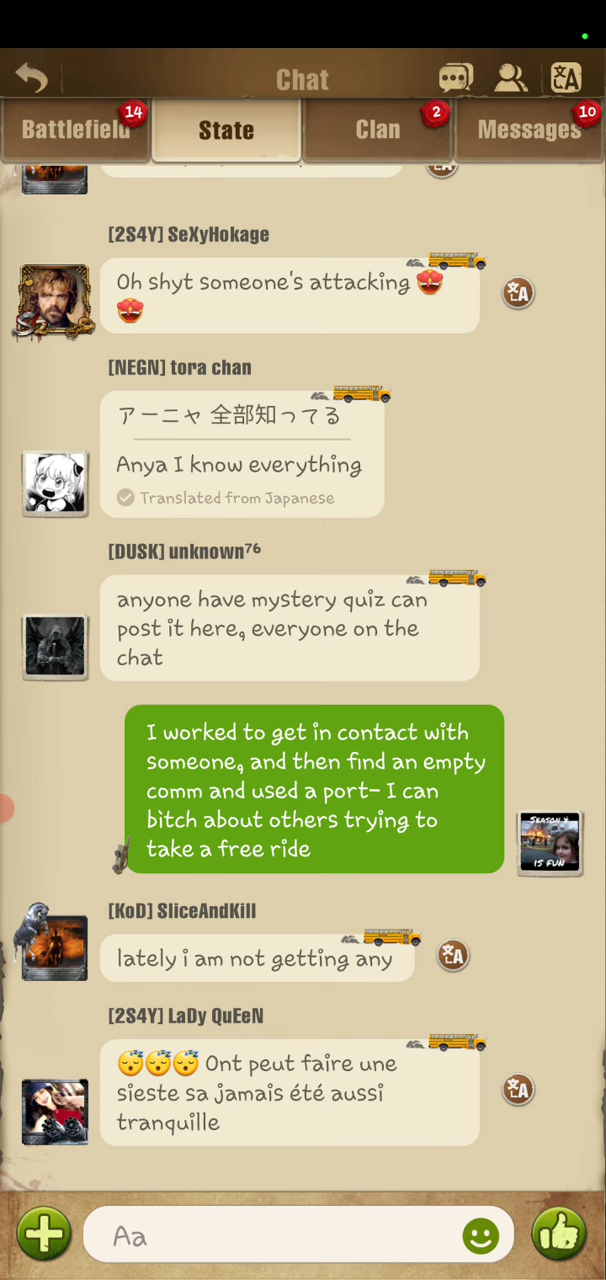 Chat
Battlefield 14
State
Clan 2
Messages 10
[2S4Y] SeXyHokage
Oh shyt someone's attacking 😍
😍
[NEGN] tora chan
アーニャ 全部知ってる
Anya I know everything
Translated from Japanese
[DUSK] unknown⁷⁶
anyone have mystery quiz can
post it here, everyone on the
chat
I worked to get in contact with
someone, and then find an empty
comm and used a port- I can
bìtch about others trying to
take a free ride
SEASON 4
IS FUN
[KoD] SliceAndKill
lately i am not getting any
[2S4Y] LaDy QuEeN
😴😴😴 Ont peut faire une
sieste sa jamais été aussi
tranquille
Aa